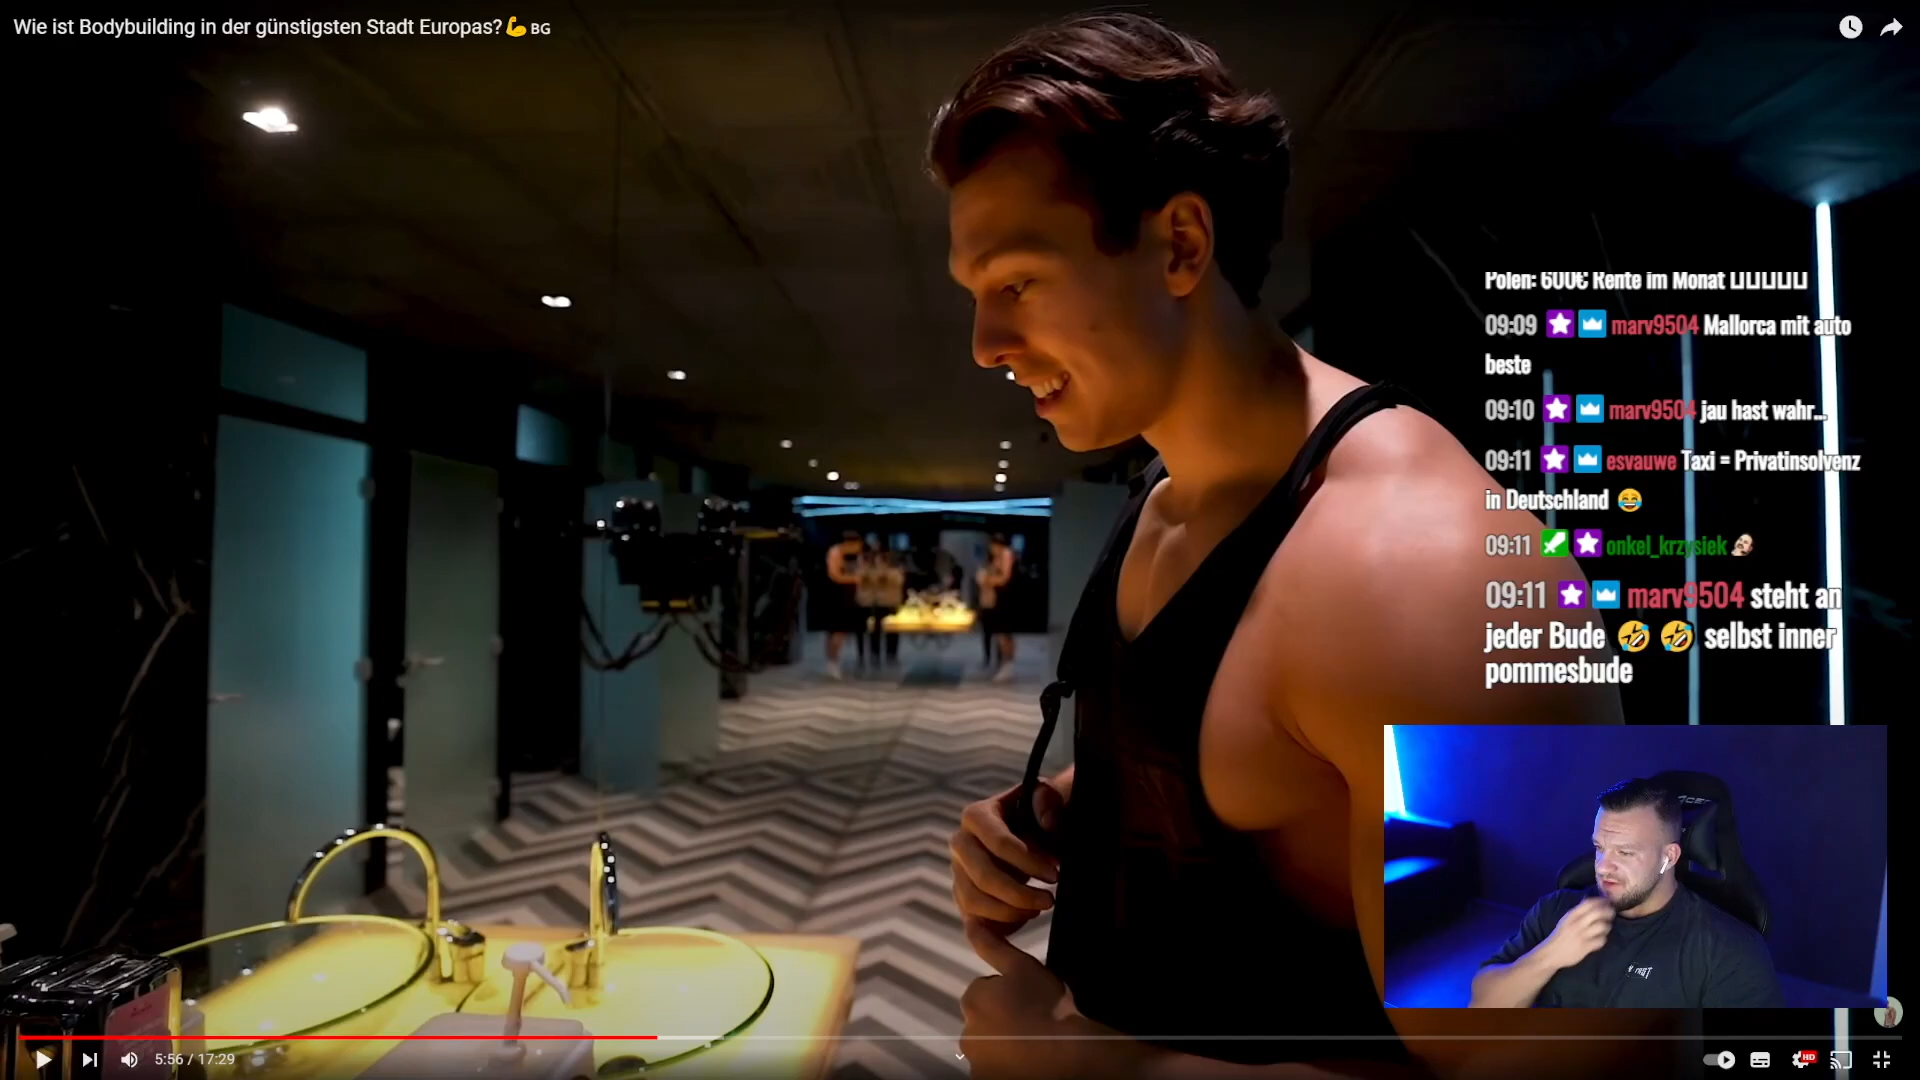 Wie ist Bodybuilding in der günstigsten Stadt Europas?💪 BG
Polen: 600€ Rente im Monat
09:09 marv9504 Mallorca mit auto
beste
09:10 marv9504 jau hast wahr...
09:11 esvauwe Taxi = Privatinsolvenz
in Deutschland 😂
09:11 onkel_krzysiek
09:11 marv9504 steht an
jeder Bude 🤣 🤣 selbst inner
pommesbude
5:56 / 17:29
HD